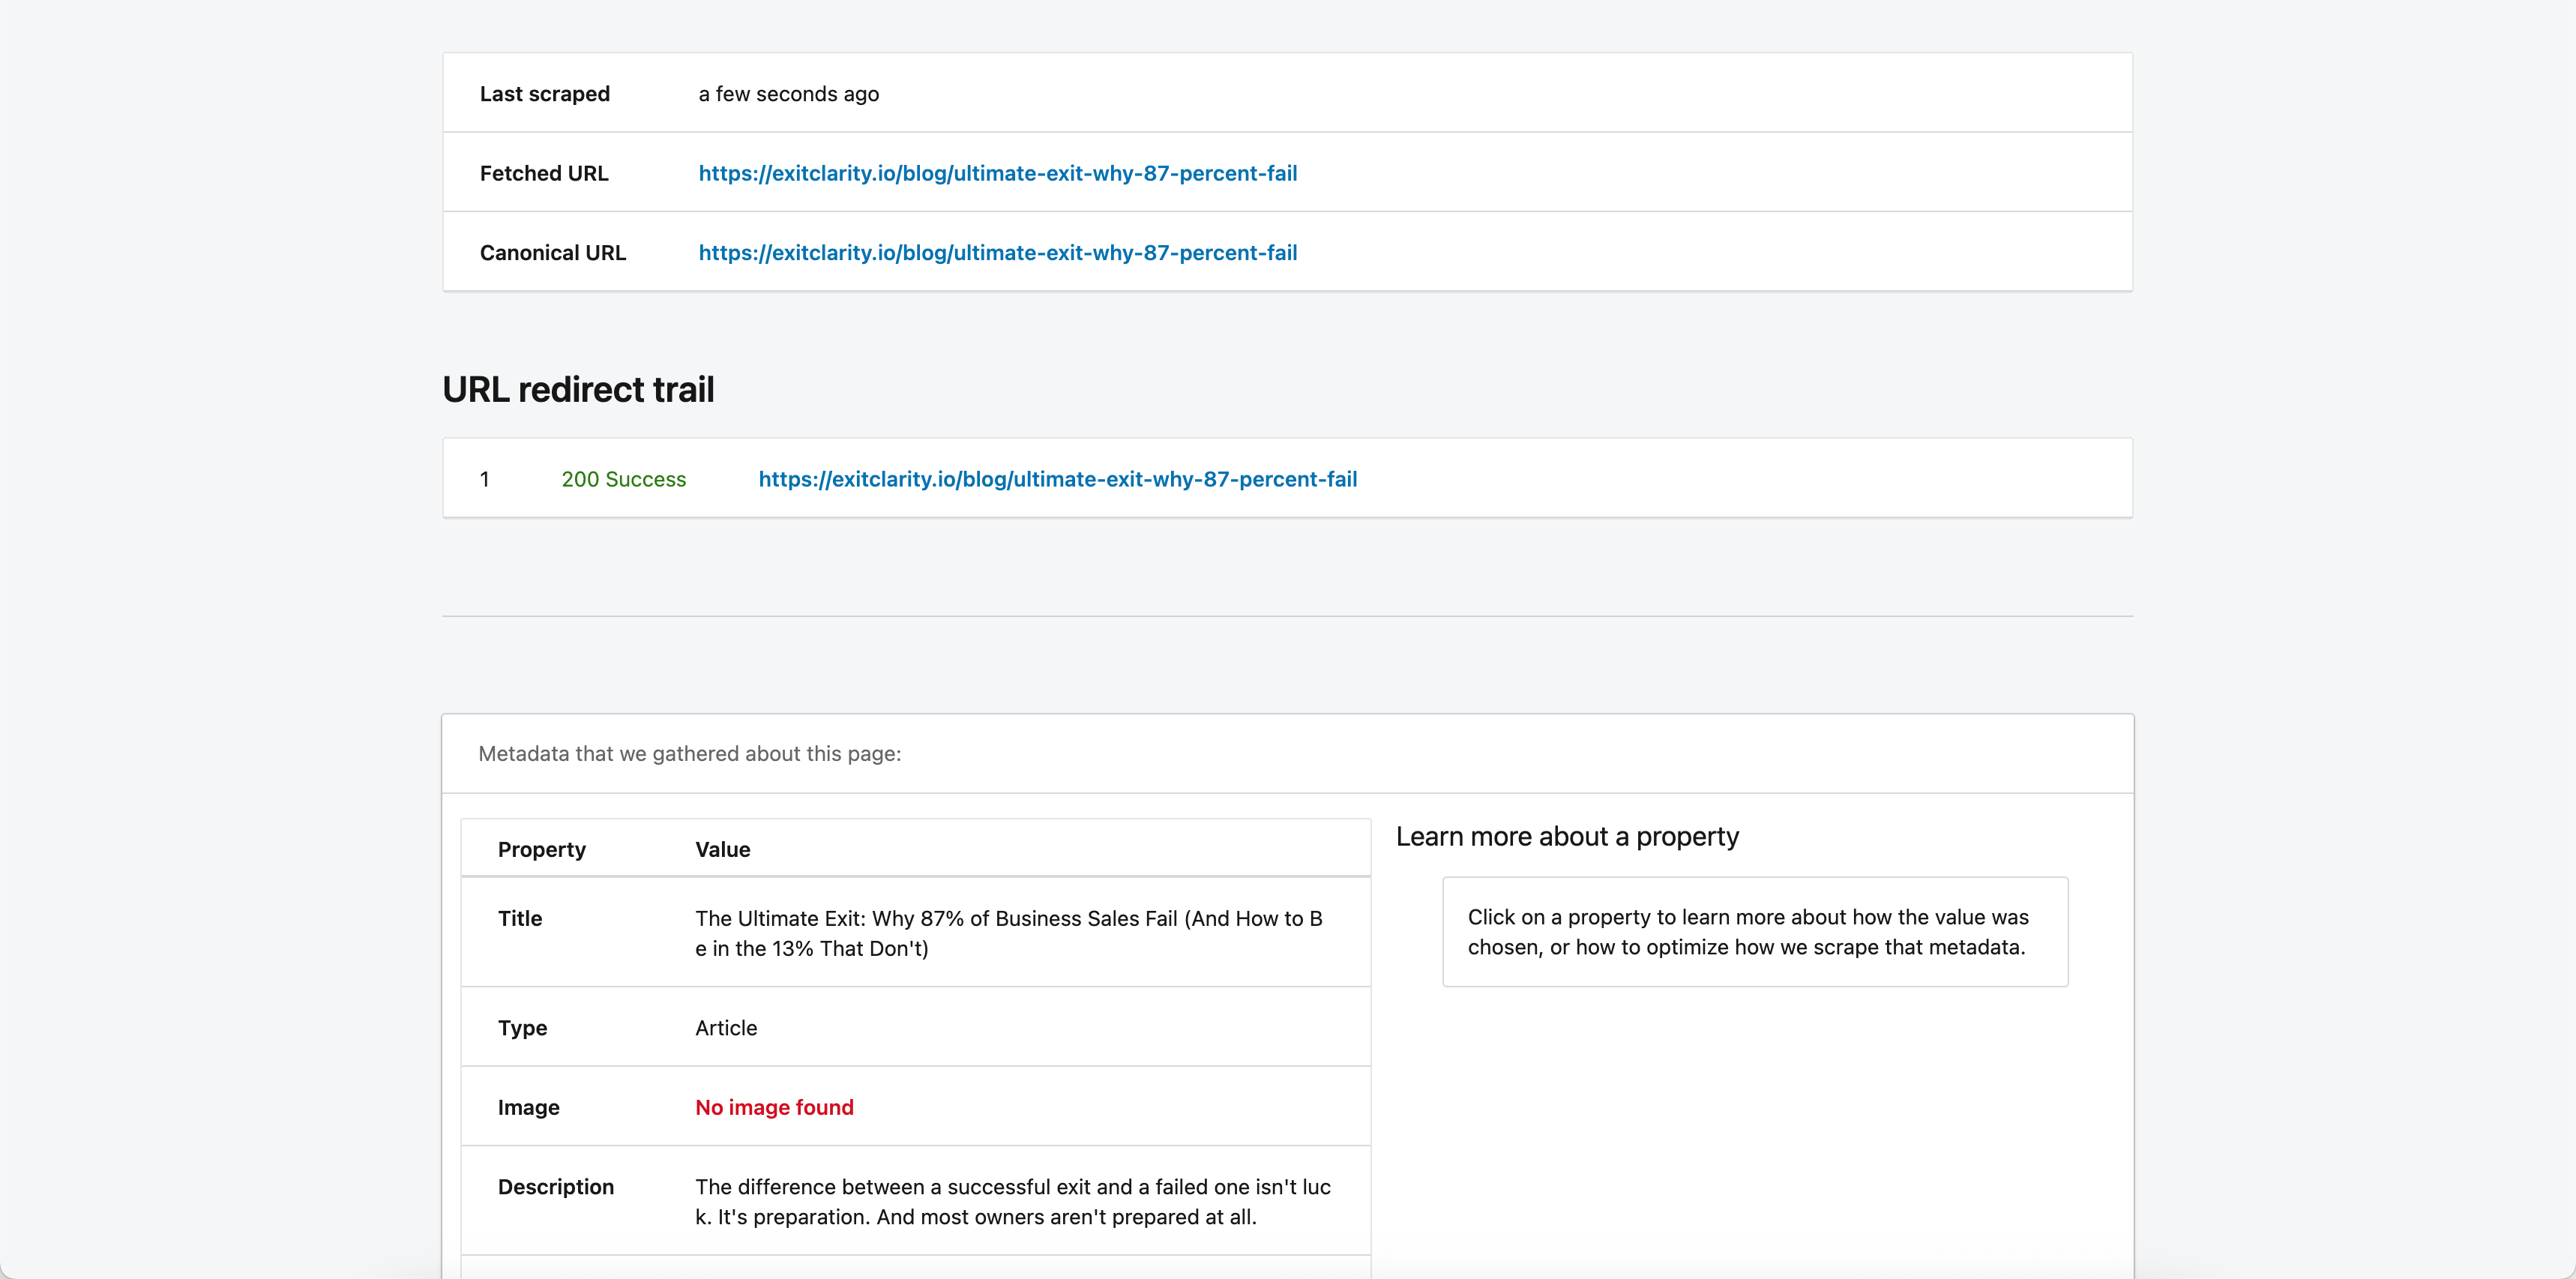 Last scraped a few seconds ago
Fetched URL https://exitclarity.io/blog/ultimate-exit-why-87-percent-fail
Canonical URL https://exitclarity.io/blog/ultimate-exit-why-87-percent-fail
URL redirect trail
1 200 Success https://exitclarity.io/blog/ultimate-exit-why-87-percent-fail
Metadata that we gathered about this page:
Property Value
Title The Ultimate Exit: Why 87% of Business Sales Fail (And How to B
e in the 13% That Don't)
Type Article
Image No image found
Description The difference between a successful exit and a failed one isn't luc
k. It's preparation. And most owners aren't prepared at all.
Learn more about a property
Click on a property to learn more about how the value was
chosen, or how to optimize how we scrape that metadata.